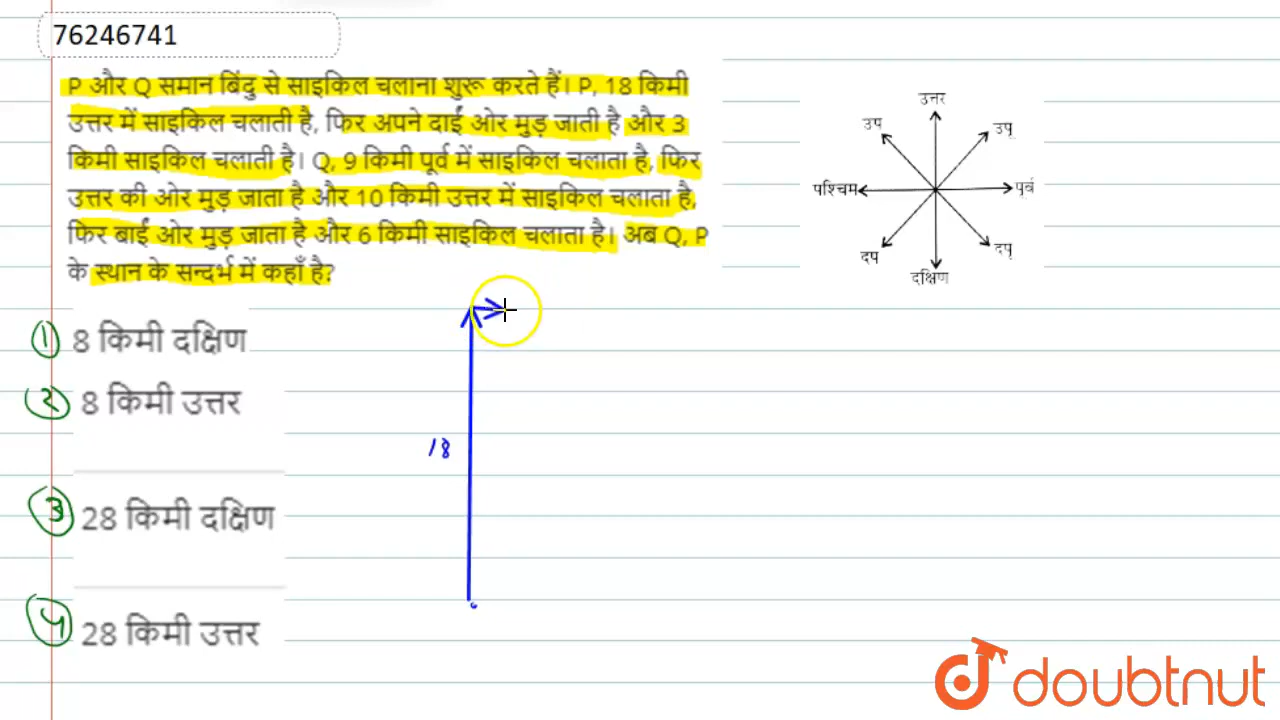 76246741
P और Q समान बिंदु से साइकिल चलाना शुरू करते हैं। P, 18 किमी
उत्तर में साइकिल चलाती है, फिर अपने दाईं ओर मुड़ जाती है और 3
किमी साइकिल चलाती है। Q, 9 किमी पूर्व में साइकिल चलाता है, फिर
उत्तर की ओर मुड़ जाता है और 10 किमी उत्तर में साइकिल चलाता है,
फिर बाईं ओर मुड़ जाता है और 6 किमी साइकिल चलाता है। अब Q, P
के स्थान के सन्दर्भ में कहाँ है?
उत्तर
उप
उपू
पश्चिम
पूर्व
दप
दपू
दक्षिण
1 8 किमी दक्षिण
2 8 किमी उत्तर
18
3 28 किमी दक्षिण
4 28 किमी उत्तर
doubtnut